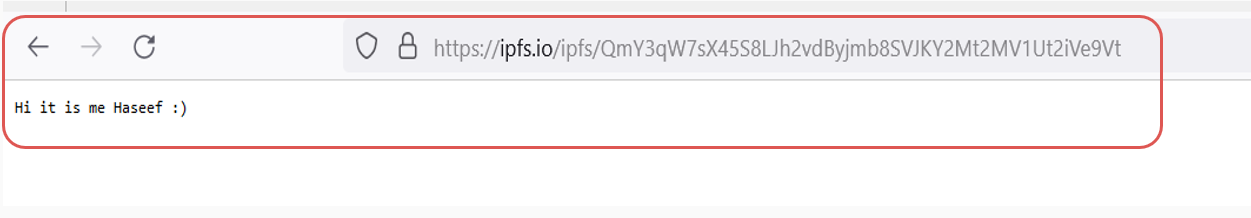 https://ipfs.io/ipfs/QmY3qW7sX45S8LJh2vdByjmb8SVJKY2Mt2MV1Ut2iVe9Vt
Hi it is me Haseef :)